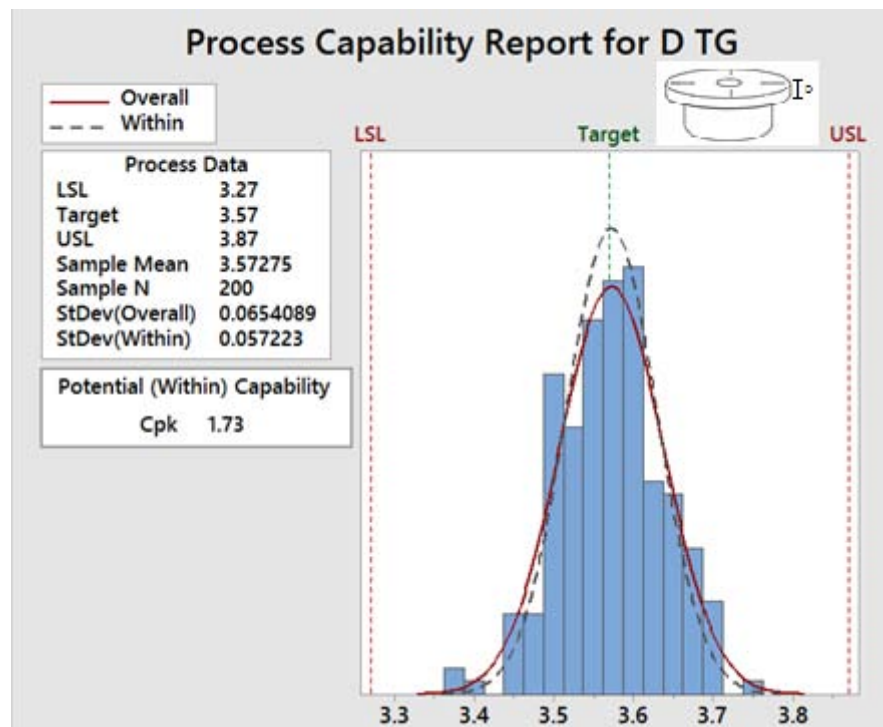 Process Capability Report for D TG
Overall
Within
LSL
Target
USL
Process Data
LSL 3.27
Target 3.57
USL 3.87
Sample Mean 3.57275
Sample N 200
StDev(Overall) 0.0654089
StDev(Within) 0.057223
Potential (Within) Capability
Cpk 1.73
3.3 3.4 3.5 3.6 3.7 3.8